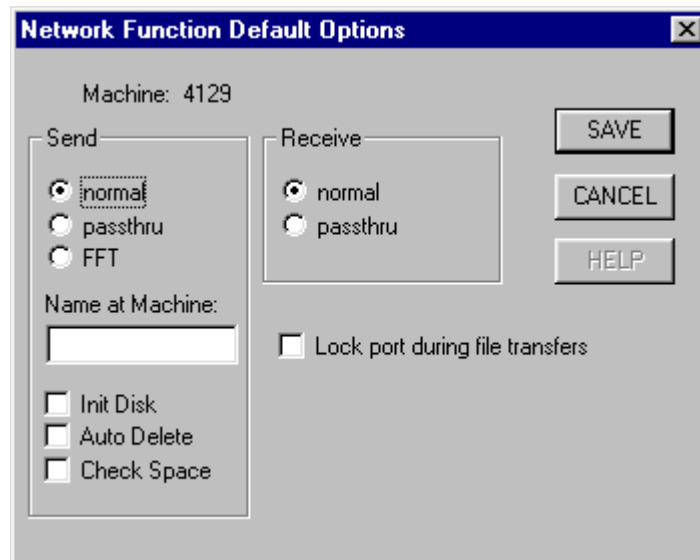 Network Function Default Options
Machine: 4129
Send
normal
passthru
FFT
Name at Machine:
Init Disk
Auto Delete
Check Space
Receive
normal
passthru
Lock port during file transfers
SAVE
CANCEL
HELP